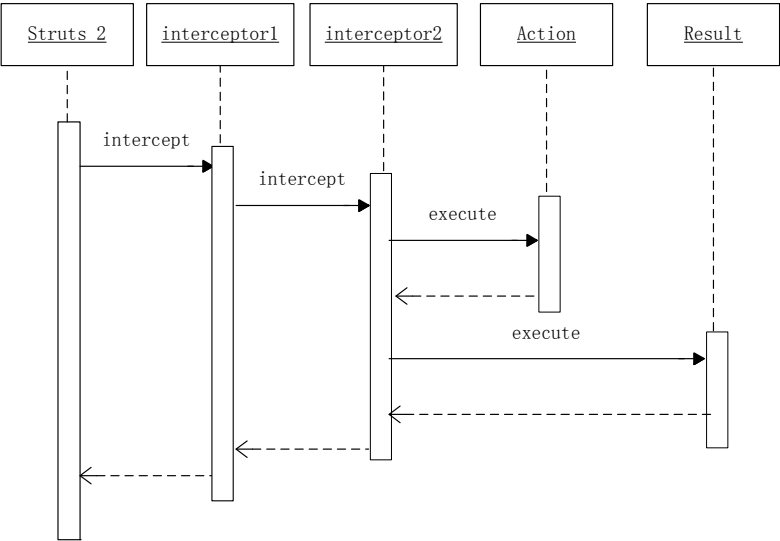 Struts 2
interceptor1
interceptor2
Action
Result
intercept
intercept
execute
execute